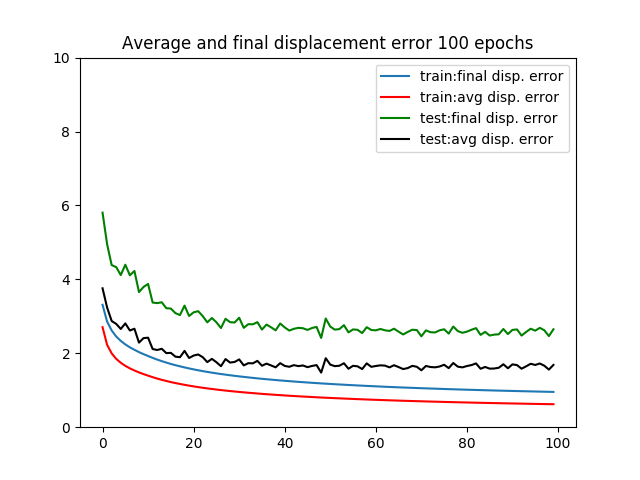 Average and final displacement error 100 epochs
10
8
6
4
2
0
train:final disp. error
train:avg disp. error
test:final disp. error
test:avg disp. error
0 20 40 60 80 100